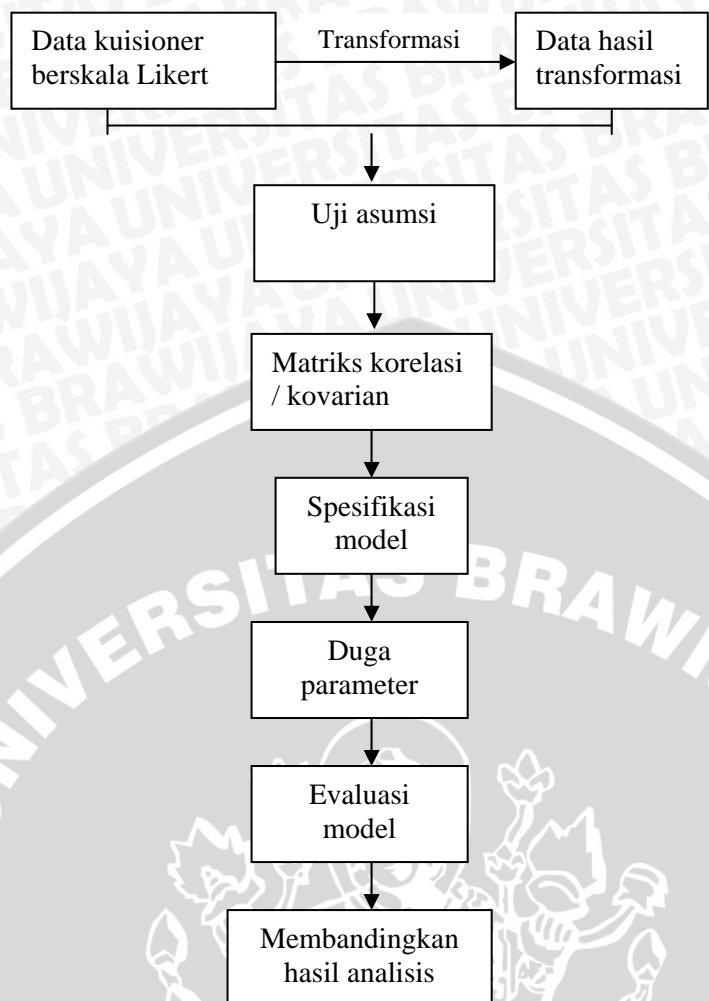 Data kuisioner
berskala Likert
Transformasi
Data hasil
transformasi
Uji asumsi
Matriks korelasi
/ kovarian
Spesifikasi
model
Duga
parameter
Evaluasi
model
Membandingkan
hasil analisis